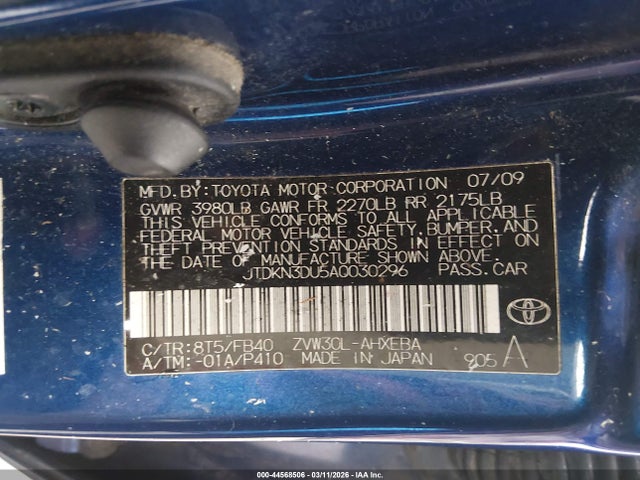 MFD. BY: TOYOTA MOTOR CORPORATION 07/09
GVWR 3980LB GAWR FR 2270LB RR 2175LB
THIS VEHICLE CONFORMS TO ALL APPLICABLE
FEDERAL MOTOR VEHICLE SAFETY, BUMPER, AND
THEFT PREVENTION STANDARDS IN EFFECT ON
THE DATE OF MANUFACTURE SHOWN ABOVE.
JTDKN3DU5A0030296 PASS. CAR
C/TR: 8T5/FB40 ZVW30L-AHXEBA
A/TM: -01A/P410 MADE IN JAPAN 905 A
000-44568506 - 03/11/2026 - IAAI.COM